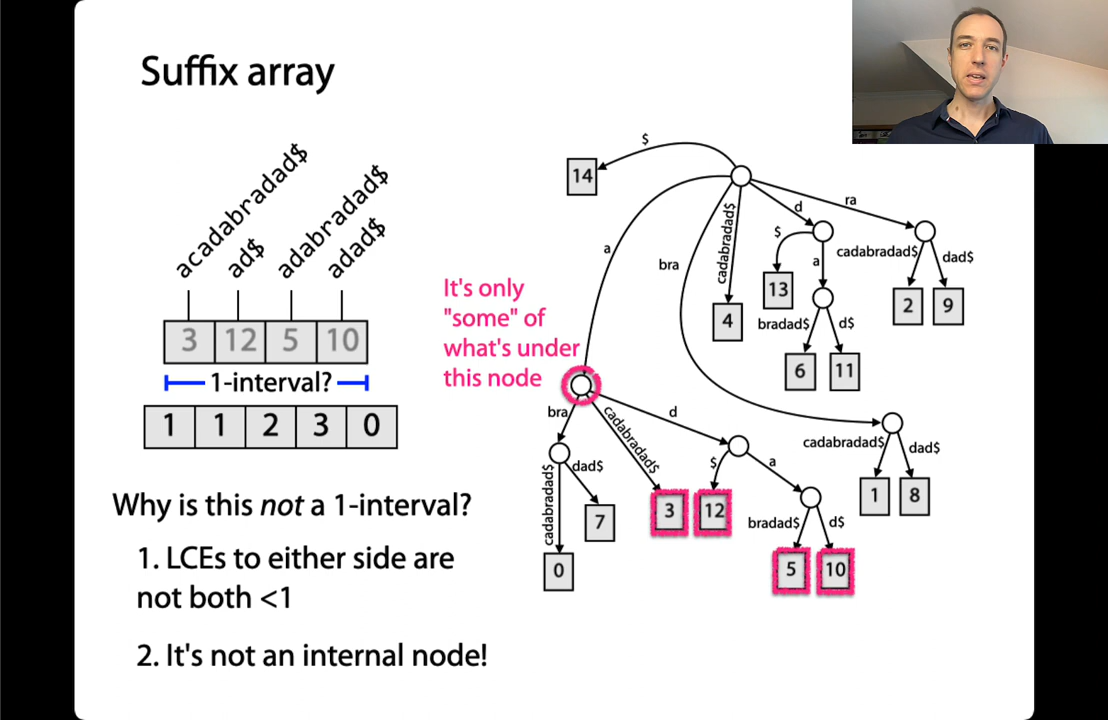 Suffix array
acadabradad$
ad$
adabradad$
adad$
3 12 5 10
1-interval?
1 1 2 3 0
Why is this not a 1-interval?
1. LCEs to either side are
not both <1
2. It's not an internal node!
It's only
"some" of
what's under
this node
$
14
a
bra
cadabradad$
4
d
$
13
a
bradad$
6
d$
11
ra
cadabradad$
2
dad$
9
bra
cadabradad$
0
dad$
7
cadabradad$
3
d
$
12
a
bradad$
5
d$
10
cadabradad$
1
dad$
8